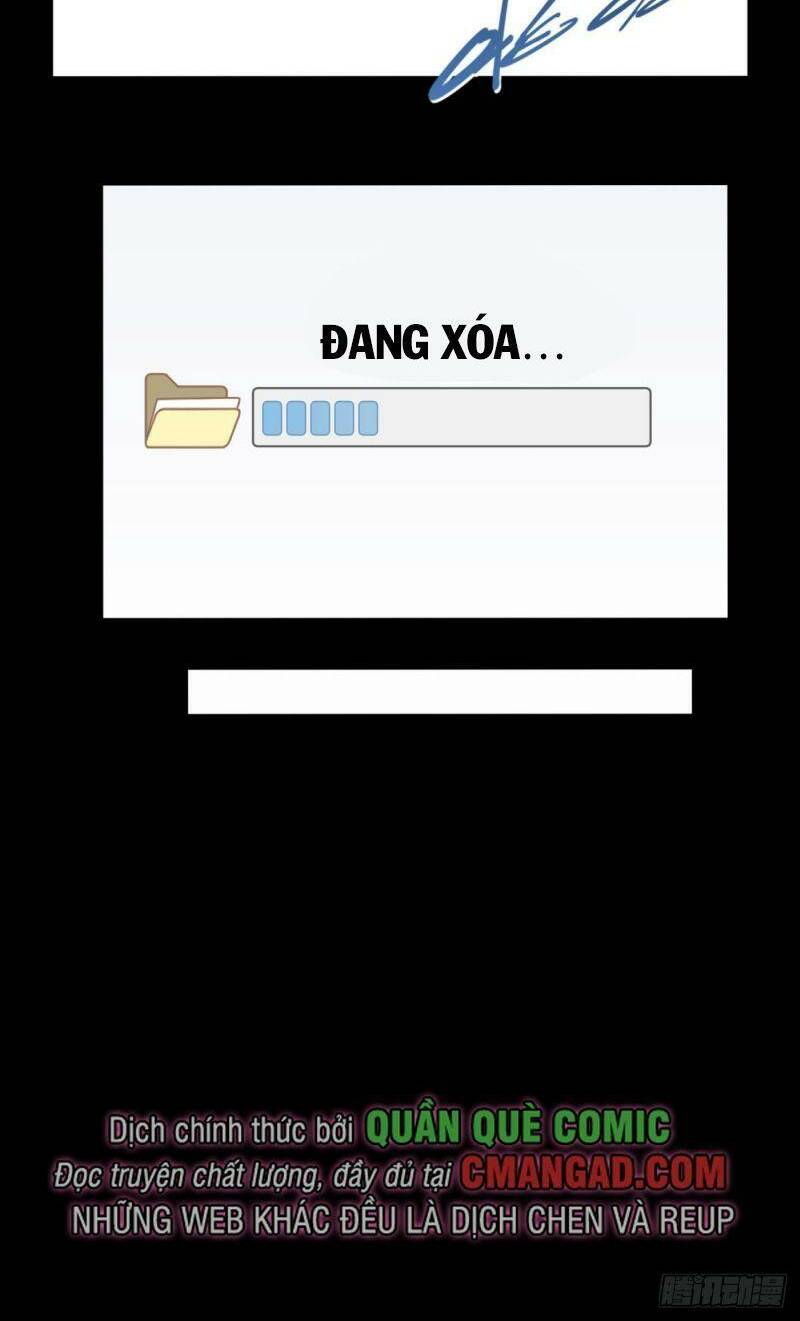 ĐANG XÓA...
Dịch chính thức bởi QUẦN QUÈ COMIC
Đọc truyện chất lượng, đầy đủ tại CMANGAD.COM
NHỮNG WEB KHÁC ĐỀU LÀ DỊCH CHEN VÀ REUP
腾讯动漫